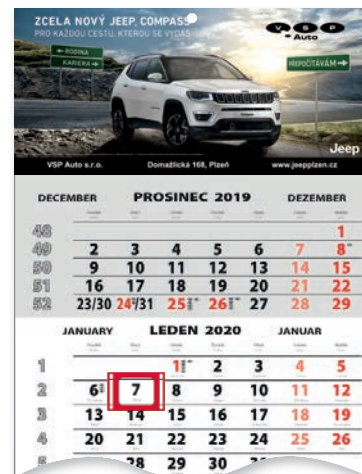 ZCELA NOVÝ JEEP COMPASS
PRO KAŽDOU CESTU, KTEROU SE VYDÁŠ
V S P
Auto
RODINA
KARIÉRA
PŘEPOČÍTÁVÁM
Jeep
VSP Auto s.r.o. Domažlická 168, Plzeň www.jeepplzen.cz
DECEMBER PROSINEC 2019 DEZEMBER
48 1
49 2 3 4 5 6 7 8
50 9 10 11 12 13 14 15
51 16 17 18 19 20 21 22
52 23/30 24/31 25 26 27 28 29
JANUARY LEDEN 2020 JANUAR
1 1 2 3 4 5
2 6 7 8 9 10 11 12
3 13 14 15 16 17 18 19
4 20 21 22 23 24 25 26
28 29 30